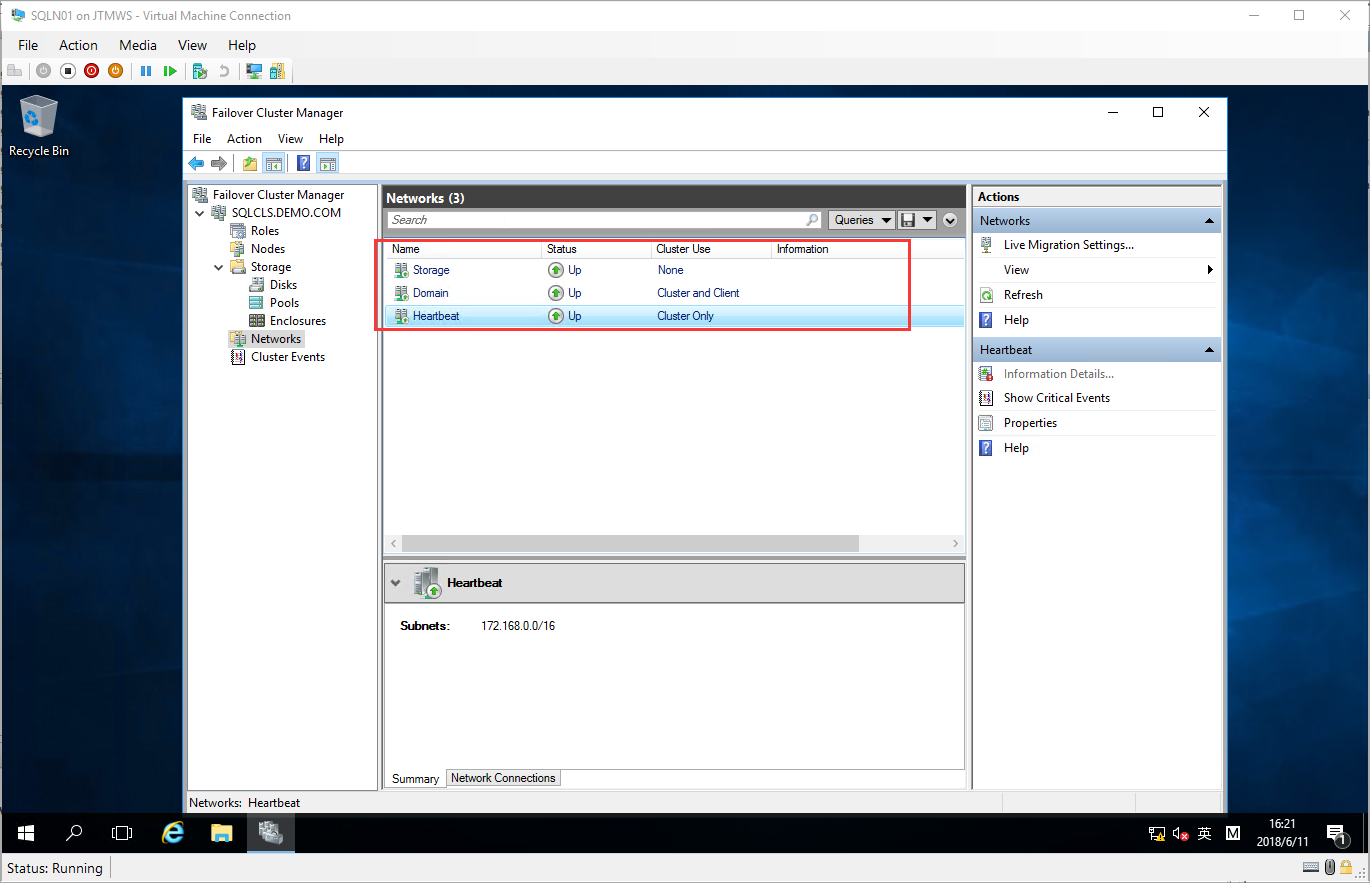 SQLN01 on JTMWS - Virtual Machine Connection
File Action Media View Help
Recycle Bin
Failover Cluster Manager
File Action View Help
Failover Cluster Manager
SQLCLS.DEMO.COM
Roles
Nodes
Storage
Disks
Pools
Enclosures
Networks
Cluster Events
Networks (3)
Search
Queries
Name Status Cluster Use Information
Storage Up None
Domain Up Cluster and Client
Heartbeat Up Cluster Only
Heartbeat
Subnets: 172.168.0.0/16
Summary Network Connections
Actions
Networks
Live Migration Settings...
View
Refresh
Help
Heartbeat
Information Details...
Show Critical Events
Properties
Help
Networks: Heartbeat
英 M
16:21
2018/6/11
1
Status: Running